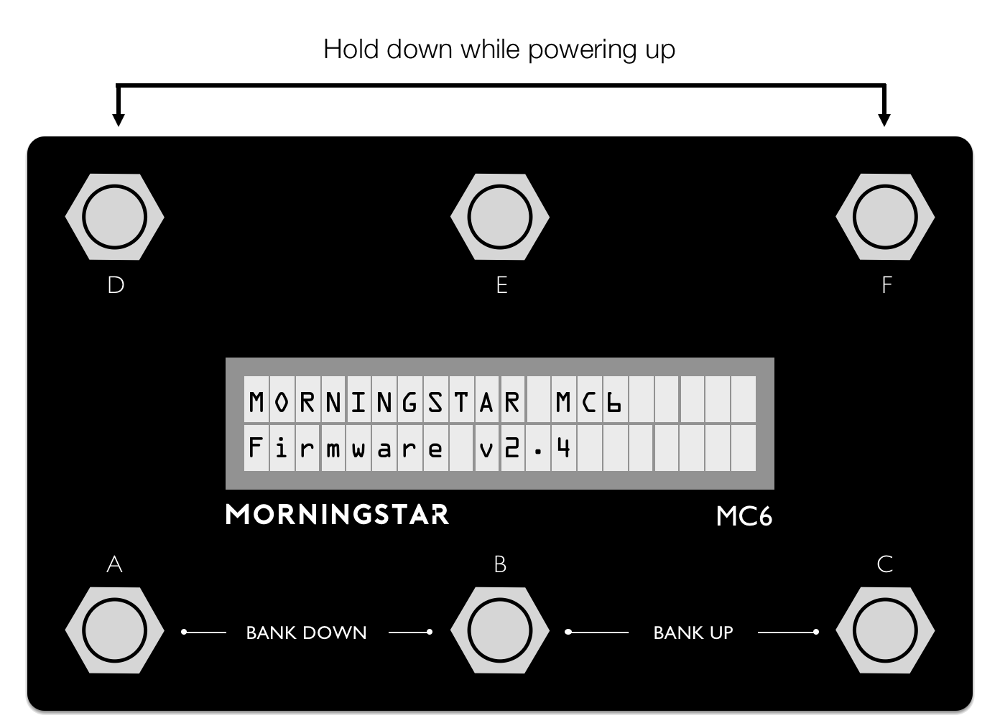 Hold down while powering up
D E F
MORNINGSTAR MC6
Firmware v2.4
MORNINGSTAR MC6
A B C
BANK DOWN BANK UP